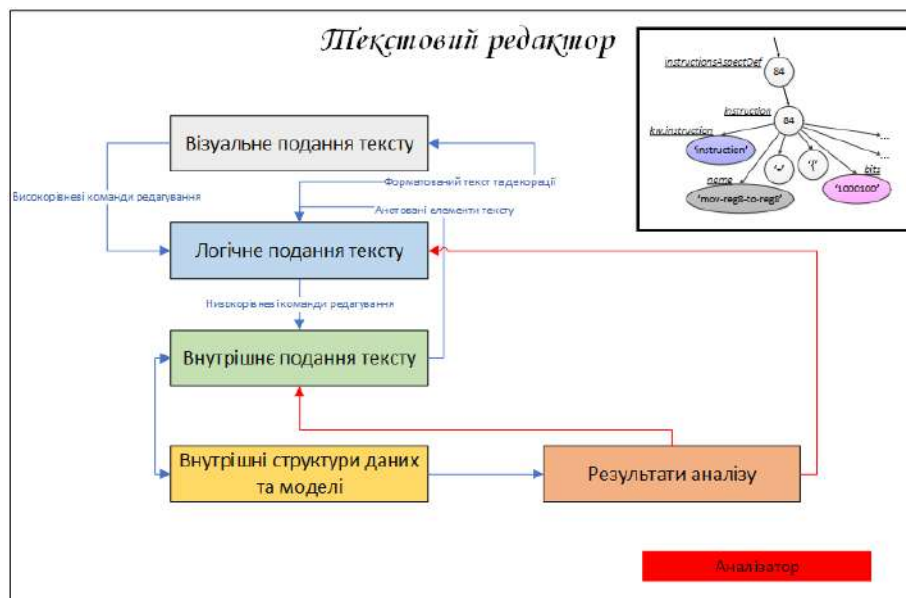 Текстовий редактор
instructionsAspectDef
84
instruction
84
kw.instruction
'instruction'
...
...
bits
name
'mov-reg8-to-reg8'
'1000100'
Візуальне подання тексту
Форматований текст та декорації
Високорівневі команди редагування
Анотовані елементи тексту
Логічне подання тексту
Низькорівневі команди редагування
Внутрішнє подання тексту
Внутрішні структури даних
та моделі
Результати аналізу
Аналізатор